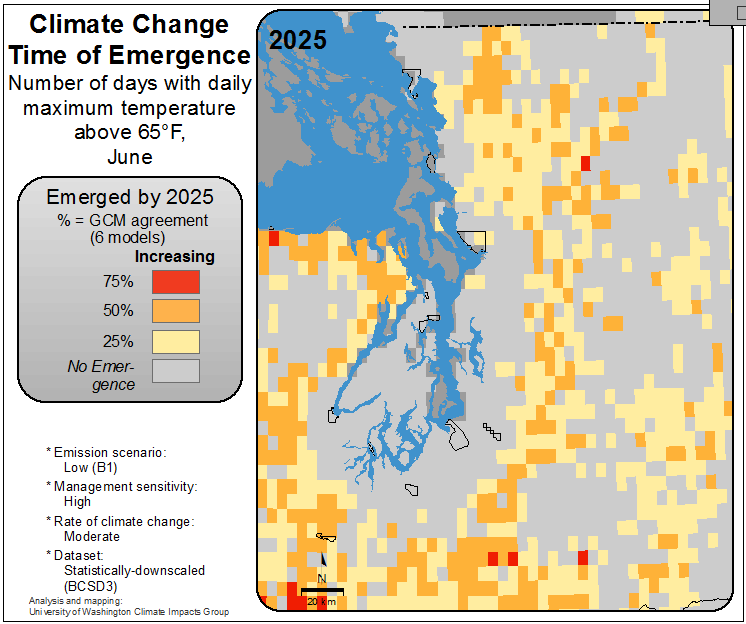 Climate Change
Time of Emergence
Number of days with daily
maximum temperature
above 65°F,
June
Emerged by 2025
% = GCM agreement
(6 models)
Increasing
75%
50%
25%
No Emer-
gence
* Emission scenario:
Low (B1)
* Management sensitivity:
High
* Rate of climate change:
Moderate
* Dataset:
Statistically-downscaled
(BCSD3)
Analysis and mapping:
University of Washington Climate Impacts Group
2025
N
20 km